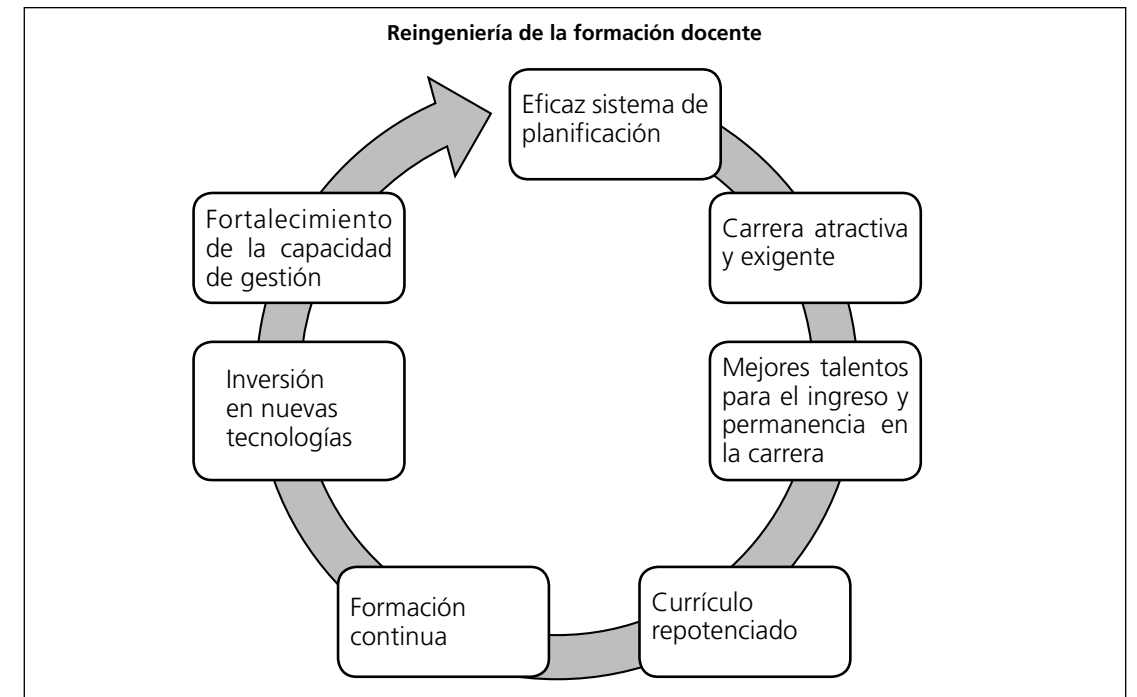 Reingeniería de la formación docente
Eficaz sistema de
planificación
Carrera atractiva
y exigente
Mejores talentos
para el ingreso y
permanencia en
la carrera
Currículo
repotenciado
Formación
continua
Inversión
en nuevas
tecnologías
Fortalecimiento
de la capacidad
de gestión